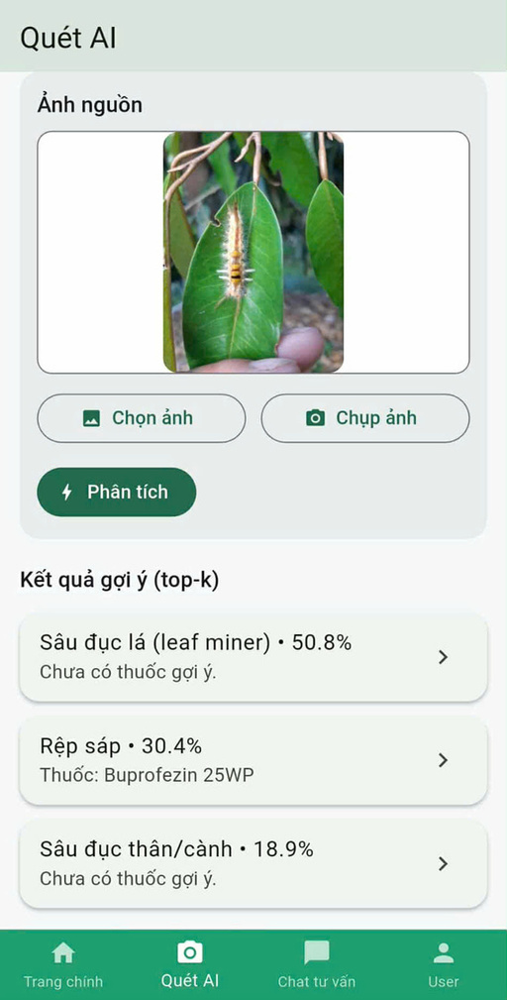 Quét AI
Ảnh nguồn
Chọn ảnh
Chụp ảnh
Phân tích
Kết quả gợi ý (top-k)
Sâu đục lá (leaf miner) • 50.8%
Chưa có thuốc gợi ý.
Rệp sáp • 30.4%
Thuốc: Buprofezin 25WP
Sâu đục thân/cành • 18.9%
Chưa có thuốc gợi ý.
Trang chính
Quét AI
Chat tư vấn
User